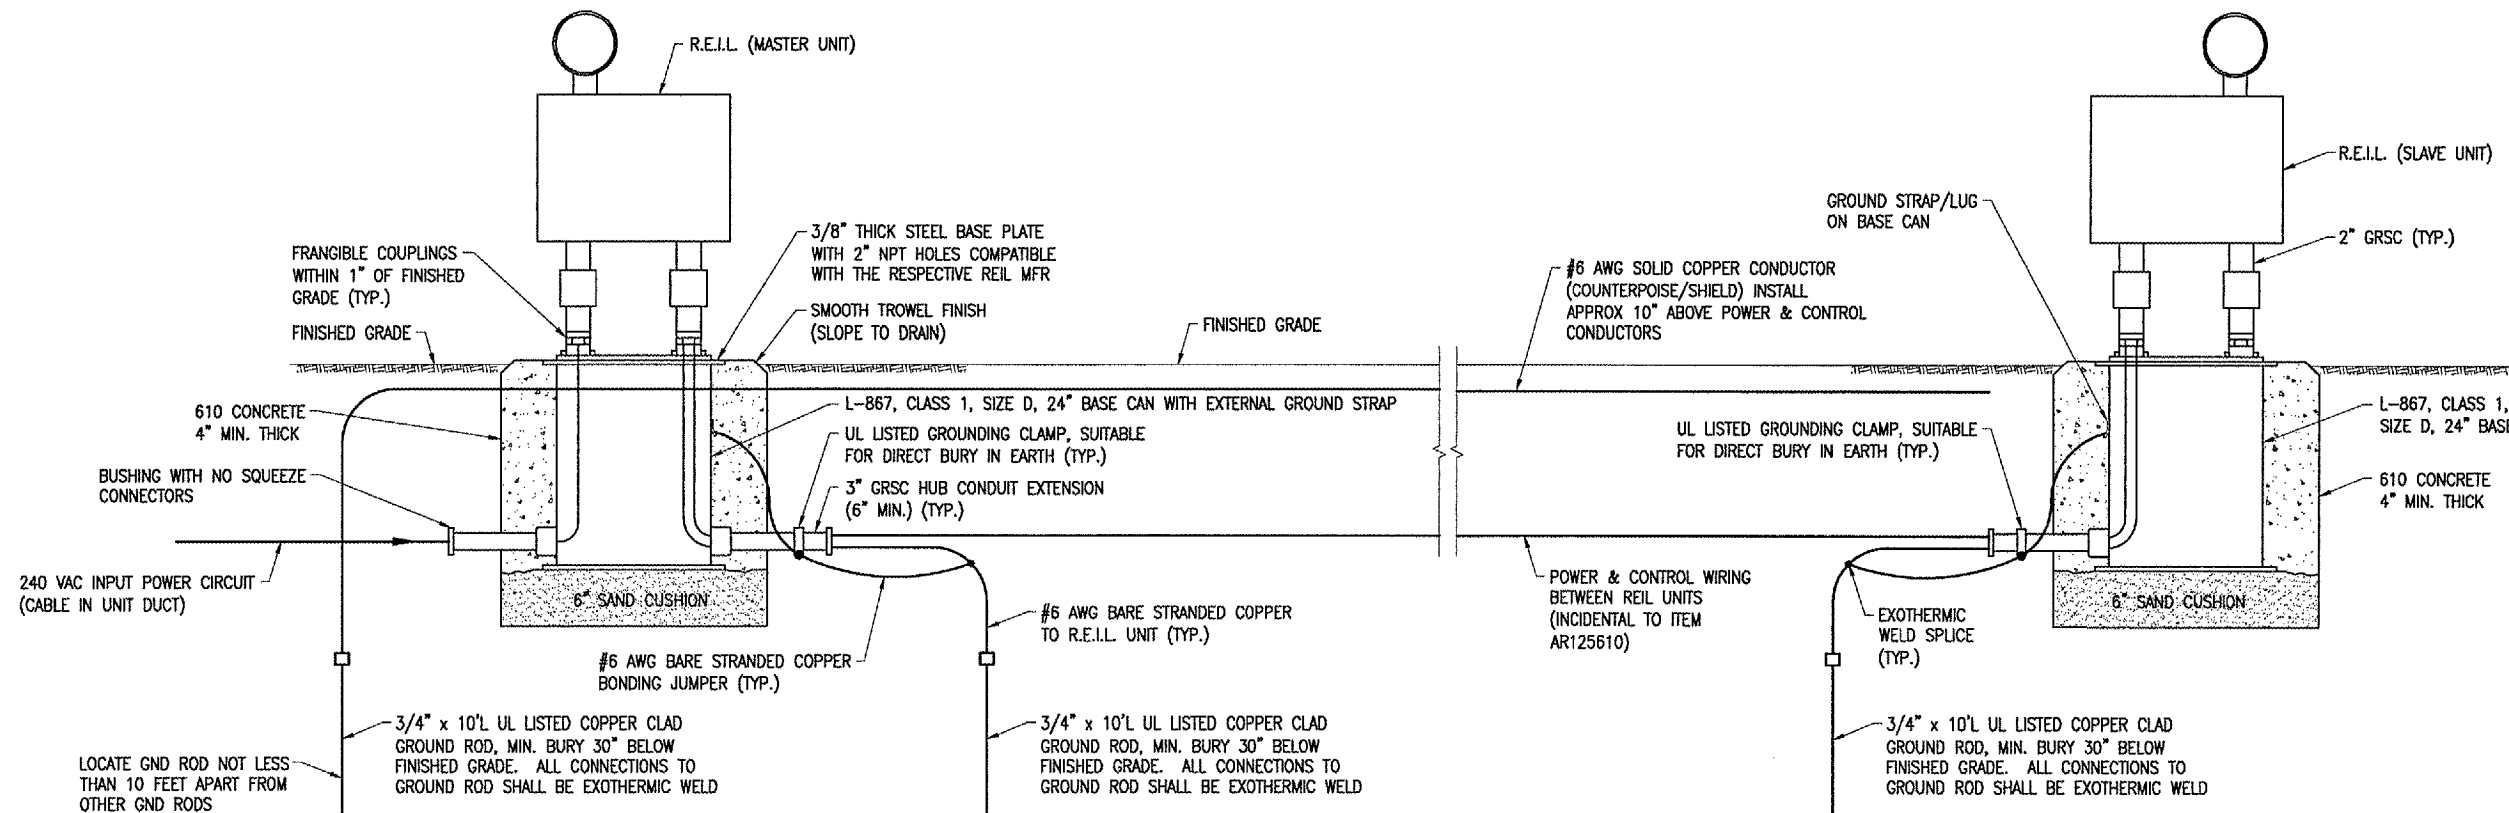 R.E.I.L. (MASTER UNIT)
FRANGIBLE COUPLINGS
WITHIN 1" OF FINISHED
GRADE (TYP.)
FINISHED GRADE
3/8" THICK STEEL BASE PLATE
WITH 2" NPT HOLES COMPATIBLE
WITH THE RESPECTIVE REIL MFR
SMOOTH TROWEL FINISH
(SLOPE TO DRAIN)
FINISHED GRADE
610 CONCRETE
4" MIN. THICK
BUSHING WITH NO SQUEEZE
CONNECTORS
240 VAC INPUT POWER CIRCUIT
(CABLE IN UNIT DUCT)
L-867, CLASS 1, SIZE D, 24" BASE CAN WITH EXTERNAL GROUND STRAP
UL LISTED GROUNDING CLAMP, SUITABLE
FOR DIRECT BURY IN EARTH (TYP.)
3" GRSC HUB CONDUIT EXTENSION
(6" MIN.) (TYP.)
6" SAND CUSHION
#6 AWG BARE STRANDED COPPER
BONDING JUMPER (TYP.)
#6 AWG BARE STRANDED COPPER
TO R.E.I.L. UNIT (TYP.)
LOCATE GND ROD NOT LESS
THAN 10 FEET APART FROM
OTHER GND RODS
3/4" x 10'L UL LISTED COPPER CLAD
GROUND ROD, MIN. BURY 30" BELOW
FINISHED GRADE. ALL CONNECTIONS TO
GROUND ROD SHALL BE EXOTHERMIC WELD
3/4" x 10'L UL LISTED COPPER CLAD
GROUND ROD, MIN. BURY 30" BELOW
FINISHED GRADE. ALL CONNECTIONS TO
GROUND ROD SHALL BE EXOTHERMIC WELD
R.E.I.L. (SLAVE UNIT)
GROUND STRAP/LUG
ON BASE CAN
2" GRSC (TYP.)
#6 AWG SOLID COPPER CONDUCTOR
(COUNTERPOISE/SHIELD) INSTALL
APPROX 10" ABOVE POWER & CONTROL
CONDUCTORS
UL LISTED GROUNDING CLAMP, SUITABLE
FOR DIRECT BURY IN EARTH (TYP.)
L-867, CLASS 1,
SIZE D, 24" BASE
610 CONCRETE
4" MIN. THICK
POWER & CONTROL WIRING
BETWEEN REIL UNITS
(INCIDENTAL TO ITEM
AR125610)
EXOTHERMIC
WELD SPLICE
(TYP.)
6" SAND CUSHION
3/4" x 10'L UL LISTED COPPER CLAD
GROUND ROD, MIN. BURY 30" BELOW
FINISHED GRADE. ALL CONNECTIONS TO
GROUND ROD SHALL BE EXOTHERMIC WELD